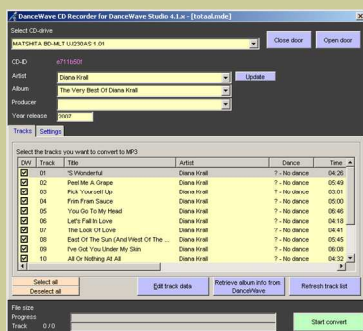 DanceWave CD Recorder for DanceWave Studio 4.1.x - [totaal.mde]
Select CD-drive
MATSHITA BD-MLT UJ230AS 1.01
Close door
Open door
CD-ID e711b50f
Artist Diana Krall Update
Album The Very Best Of Diana Krall
Producer
Year release 2007
Tracks Settings
Select the tracks you want to convert to MP3
DW Track Title Artist Dance Time
01 'S Wonderful Diana Krall ? - No dance 04:26
02 Peel Me A Grape Diana Krall ? - No dance 05:49
03 Pick Yourself Up Diana Krall ? - No dance 03:01
04 Frim Fram Sauce Diana Krall ? - No dance 05:00
05 You Go To My Head Diana Krall ? - No dance 06:46
06 Let's Fall In Love Diana Krall ? - No dance 04:18
07 The Look Of Love Diana Krall ? - No dance 04:41
08 East Of The Sun (And West Of The ... Diana Krall ? - No dance 05:45
09 I've Got You Under My Skin Diana Krall ? - No dance 06:08
10 All Or Nothing At All Diana Krall ? - No dance 04:32
Select all
Deselect all
Edit track data
Retrieve album info from
DanceWave
Refresh track list
File size
Progress
Track 0 / 0
Start convert